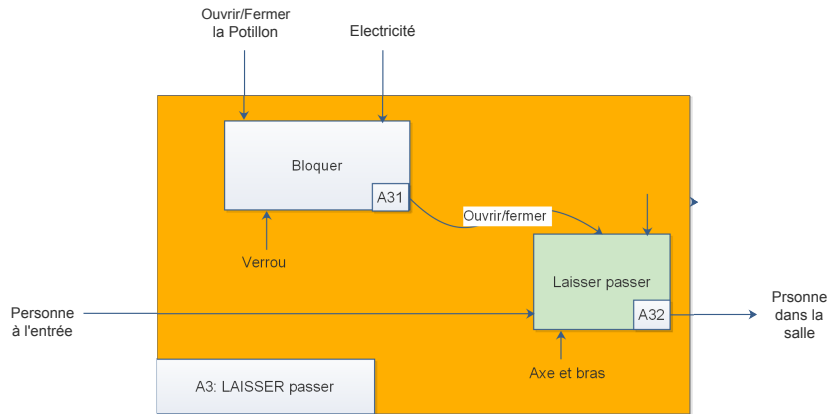 Ouvrir/Fermer
la Potillon
Electricité
Bloquer
A31
Ouvrir/fermer
Verrou
Laisser passer
A32
Personne
à l'entrée
Prsonne
dans la
salle
Axe et bras
A3: LAISSER passer